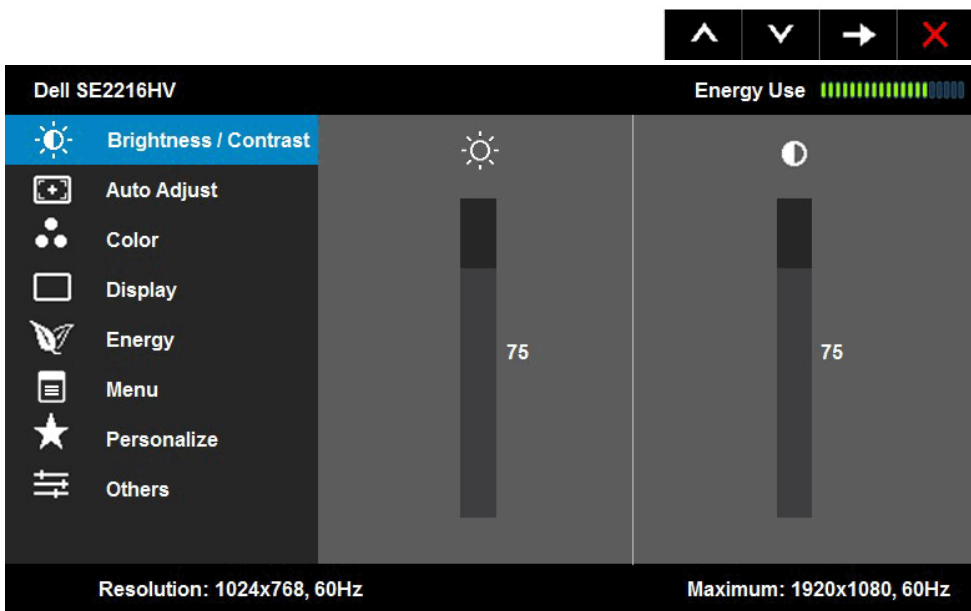 Dell SE2216HV Energy Use
Brightness / Contrast
Auto Adjust
Color
Display
Energy
75 75
Menu
Personalize
Others
Resolution: 1024x768, 60Hz Maximum: 1920x1080, 60Hz